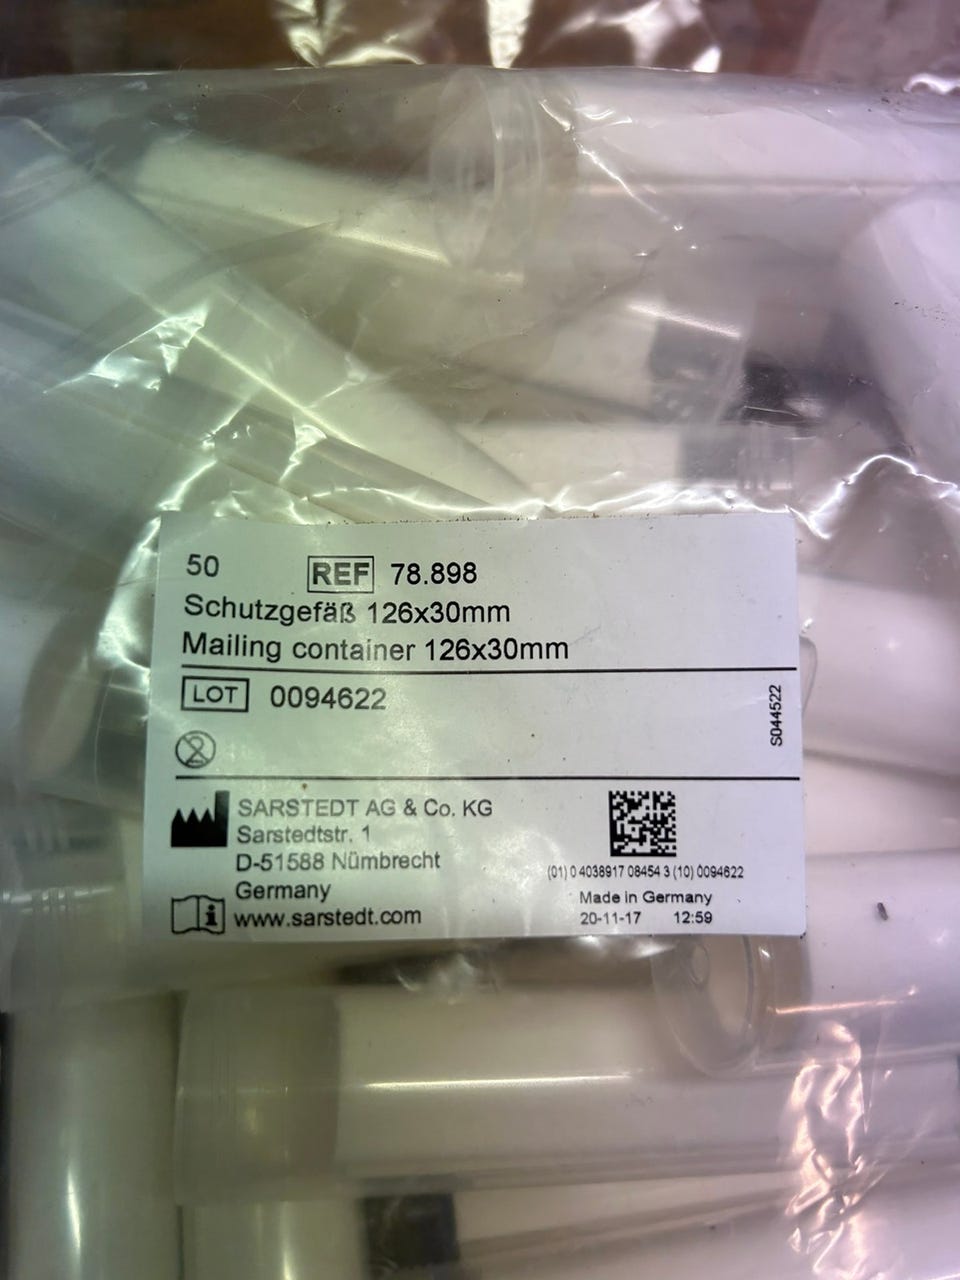 50 REF 78.898
Schutzgefäß 126x30mm
Mailing container 126x30mm
LOT 0094622
S044522
2
SARSTEDT AG & Co. KG
Sarstedtstr. 1
D-51588 Nümbrecht
Germany
www.sarstedt.com
(01) 0 4038917 08454 3 (10) 0094622
Made in Germany
20-11-17 12:59